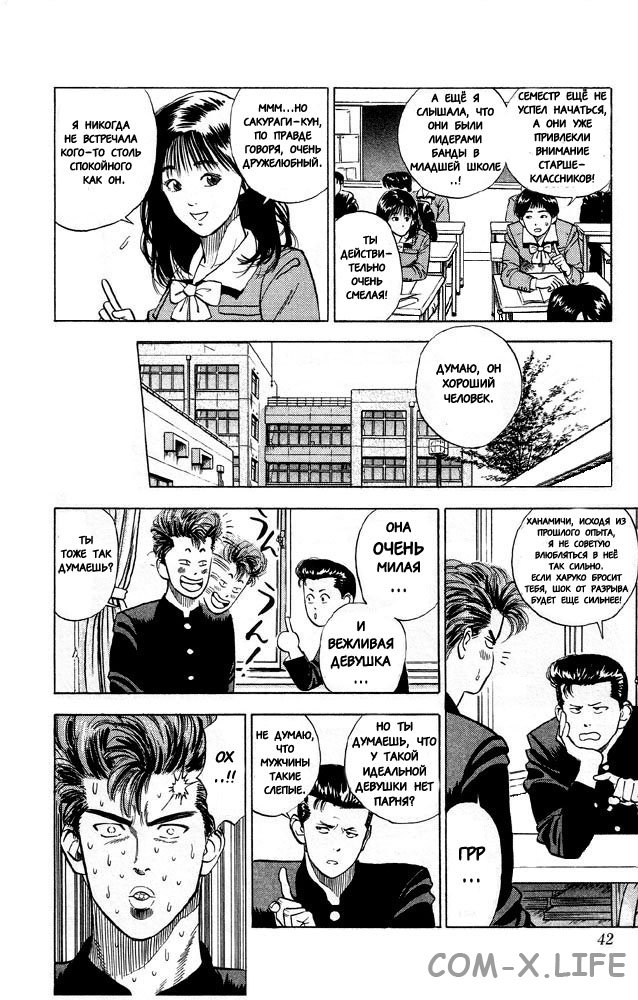 СЕМЕСТР ЕЩЁ НЕ
УСПЕЛ НАЧАТЬСЯ,
А ОНИ УЖЕ
ПРИВЛЕКЛИ
ВНИМАНИЕ
СТАРШЕ-
КЛАССНИКОВ!
А ЕЩЁ Я
СЛЫШАЛА, ЧТО
ОНИ БЫЛИ
ЛИДЕРАМИ
БАНДЫ В
МЛАДШЕЙ ШКОЛЕ
..!
ТЫ
ДЕЙСТВИ-
ТЕЛЬНО
ОЧЕНЬ
СМЕЛАЯ!
МММ...НО
САКУРАГИ-КУН,
ПО ПРАВДЕ
ГОВОРЯ, ОЧЕНЬ
ДРУЖЕЛЮБНЫЙ.
Я НИКОГДА
НЕ ВСТРЕЧАЛА
КОГО-ТО СТОЛЬ
СПОКОЙНОГО
КАК ОН.
ДУМАЮ, ОН
ХОРОШИЙ
ЧЕЛОВЕК.
ОНА
ОЧЕНЬ
МИЛАЯ
...
И
ВЕЖЛИВАЯ
ДЕВУШКА
...
うんうん!
ТЫ
ТОЖЕ ТАК
ДУМАЕШЬ?
ХАНАМИЧИ, ИСХОДЯ ИЗ
ПРОШЛОГО ОПЫТА,
Я НЕ СОВЕТУЮ
ВЛЮБЛЯТЬСЯ В НЕЁ
ТАК СИЛЬНО.
ЕСЛИ ХАРУКО БРОСИТ
ТЕБЯ, ШОК ОТ РАЗРЫВА
БУДЕТ ЕЩЕ СИЛЬНЕЕ!
ГРР
...
НО ТЫ
ДУМАЕШЬ, ЧТО
У ТАКОЙ
ИДЕАЛЬНОЙ
ДЕВУШКИ НЕТ
ПАРНЯ?
НЕ ДУМАЮ,
ЧТО
МУЖЧИНЫ
ТАКИЕ
СЛЕПЫЕ.
ОХ
..!!
42
COM-X.LIFE